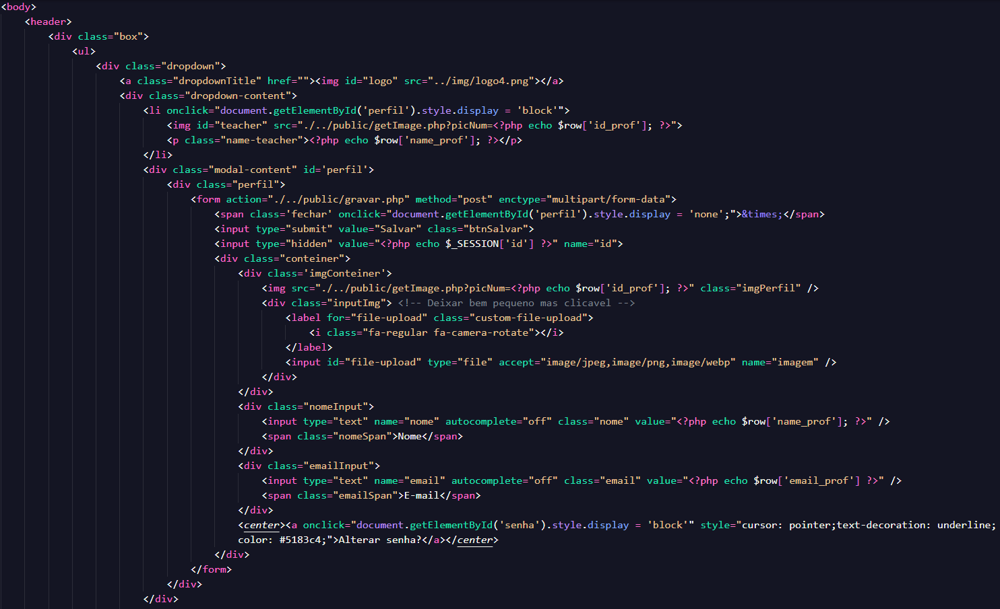 <body>
<header>
<div class="box">
<ul>
<div class="dropdown">
<a class="dropdownTitle" href=""><img id="logo" src="../img/logo4.png"></a>
<div class="dropdown-content">
<li onclick="document.getElementById('perfil').style.display = 'block'">
<img id="teacher" src="./../public/getImage.php?picNum=<?php echo $row['id_prof']; ?>">
<p class="name-teacher"><?php echo $row['name_prof']; ?></p>
</li>
<div class="modal-content" id='perfil'>
<div class="perfil">
<form action="./../public/gravar.php" method="post" enctype="multipart/form-data">
<span class='fechar' onclick="document.getElementById('perfil').style.display = 'none';">&times;</span>
<input type="submit" value="Salvar" class="btnSalvar">
<input type="hidden" value="<?php echo $_SESSION['id'] ?>" name="id">
<div class="conteiner">
<div class='imgConteiner'>
<img src="./../public/getImage.php?picNum=<?php echo $row['id_prof']; ?>" class="imgPerfil" />
<div class="inputImg"> <!-- Deixar bem pequeno mas clicavel -->
<label for="file-upload" class="custom-file-upload">
<i class="fa-regular fa-camera-rotate"></i>
</label>
<input id="file-upload" type="file" accept="image/jpeg,image/png,image/webp" name="imagem" />
</div>
</div>
<div class="nomeInput">
<input type="text" name="nome" autocomplete="off" class="nome" value="<?php echo $row['name_prof']; ?>" />
<span class="nomeSpan">Nome</span>
</div>
<div class="emailInput">
<input type="text" name="email" autocomplete="off" class="email" value="<?php echo $row['email_prof'] ?>" />
<span class="emailSpan">E-mail</span>
</div>
<center><a onclick="document.getElementById('senha').style.display = 'block'" style="cursor: pointer;text-decoration: underline;
color: #5183c4;">Alterar senha?</a></center>
</div>
</form>
</div>
</div>